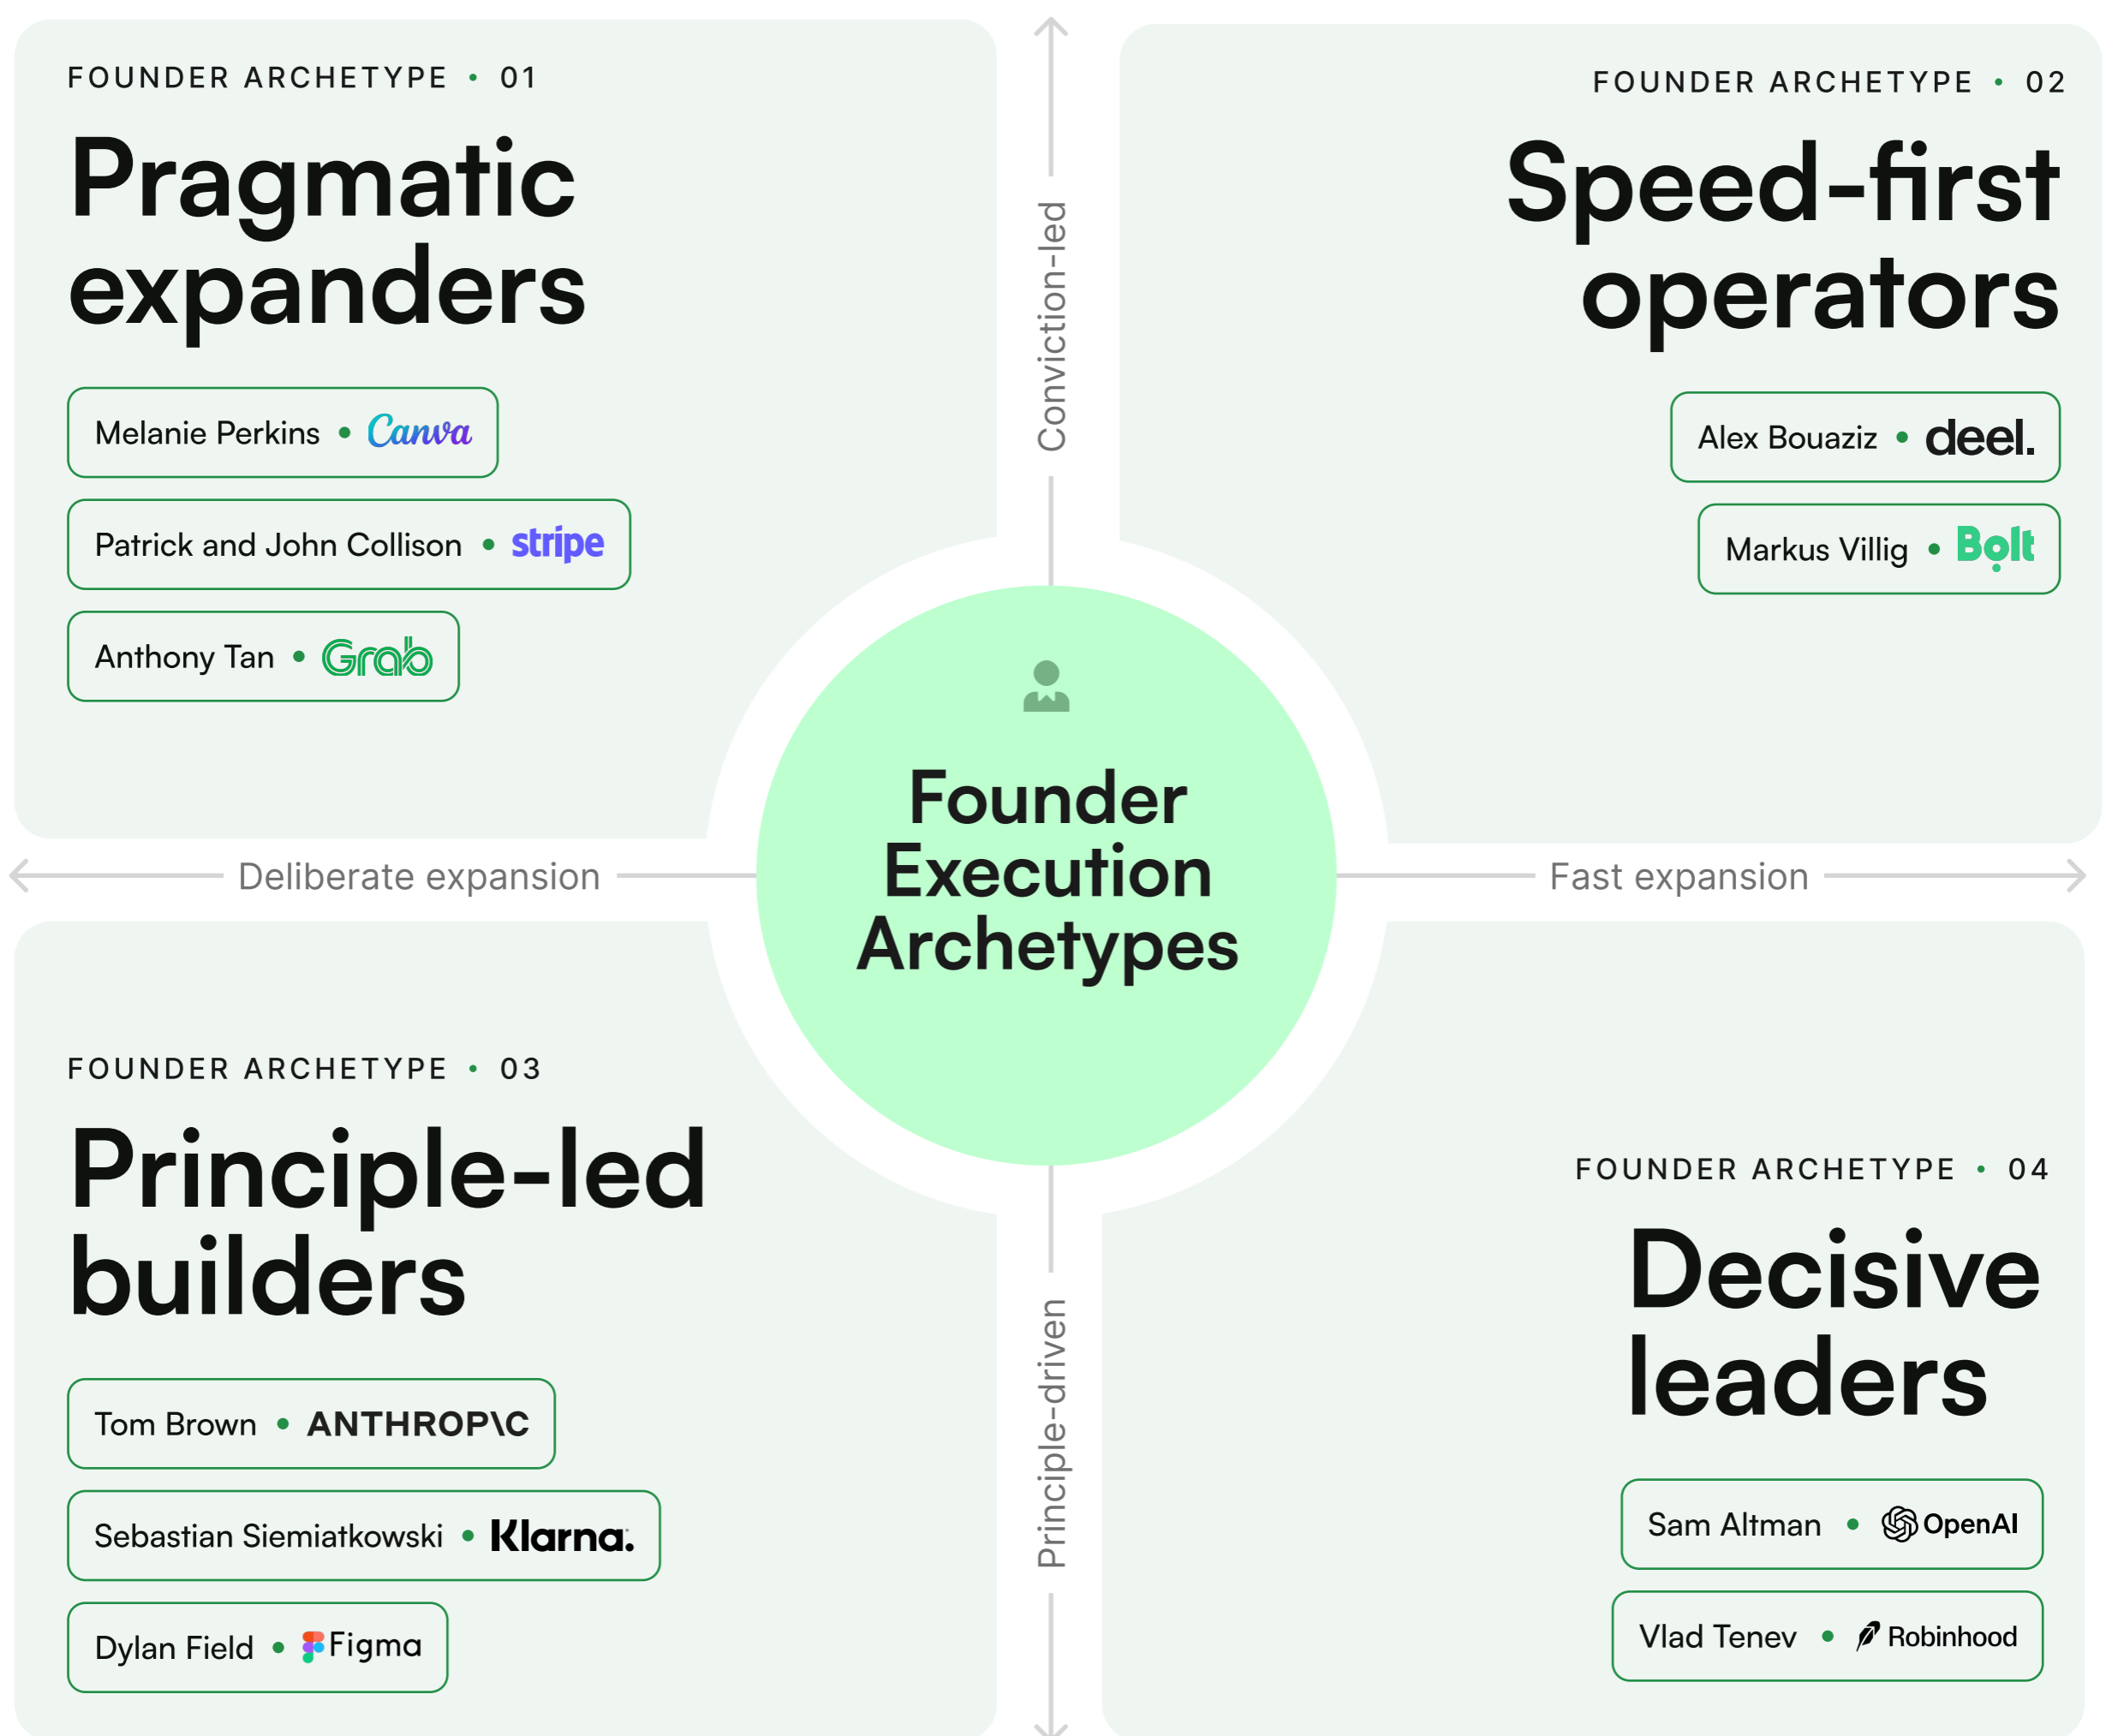 FOUNDER ARCHETYPE • 01
Pragmatic
expanders
Melanie Perkins • Canva
Patrick and John Collison • stripe
Anthony Tan • Grab
FOUNDER ARCHETYPE • 02
Speed-first
operators
Alex Bouaziz • deel.
Markus Villig • Bolt
Conviction-led
Founder
Execution
Archetypes
Deliberate expansion
Fast expansion
FOUNDER ARCHETYPE • 03
Principle-led
builders
Tom Brown • ANTHROP\C
Sebastian Siemiatkowski • Klarna.
Dylan Field • Figma
Principle-driven
FOUNDER ARCHETYPE • 04
Decisive
leaders
Sam Altman • OpenAI
Vlad Tenev • Robinhood